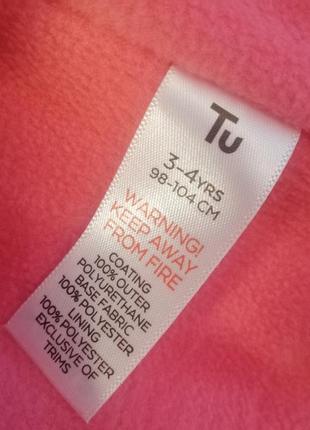 Tu
3-4YRS
98-104 CM
WARNING!
KEEP AWAY
FROM FIRE
COATING
100% OUTER
POLYURETHANE
BASE FABRIC
100% POLYESTER
LINING
100% POLYESTER
EXCLUSIVE OF
TRIMS